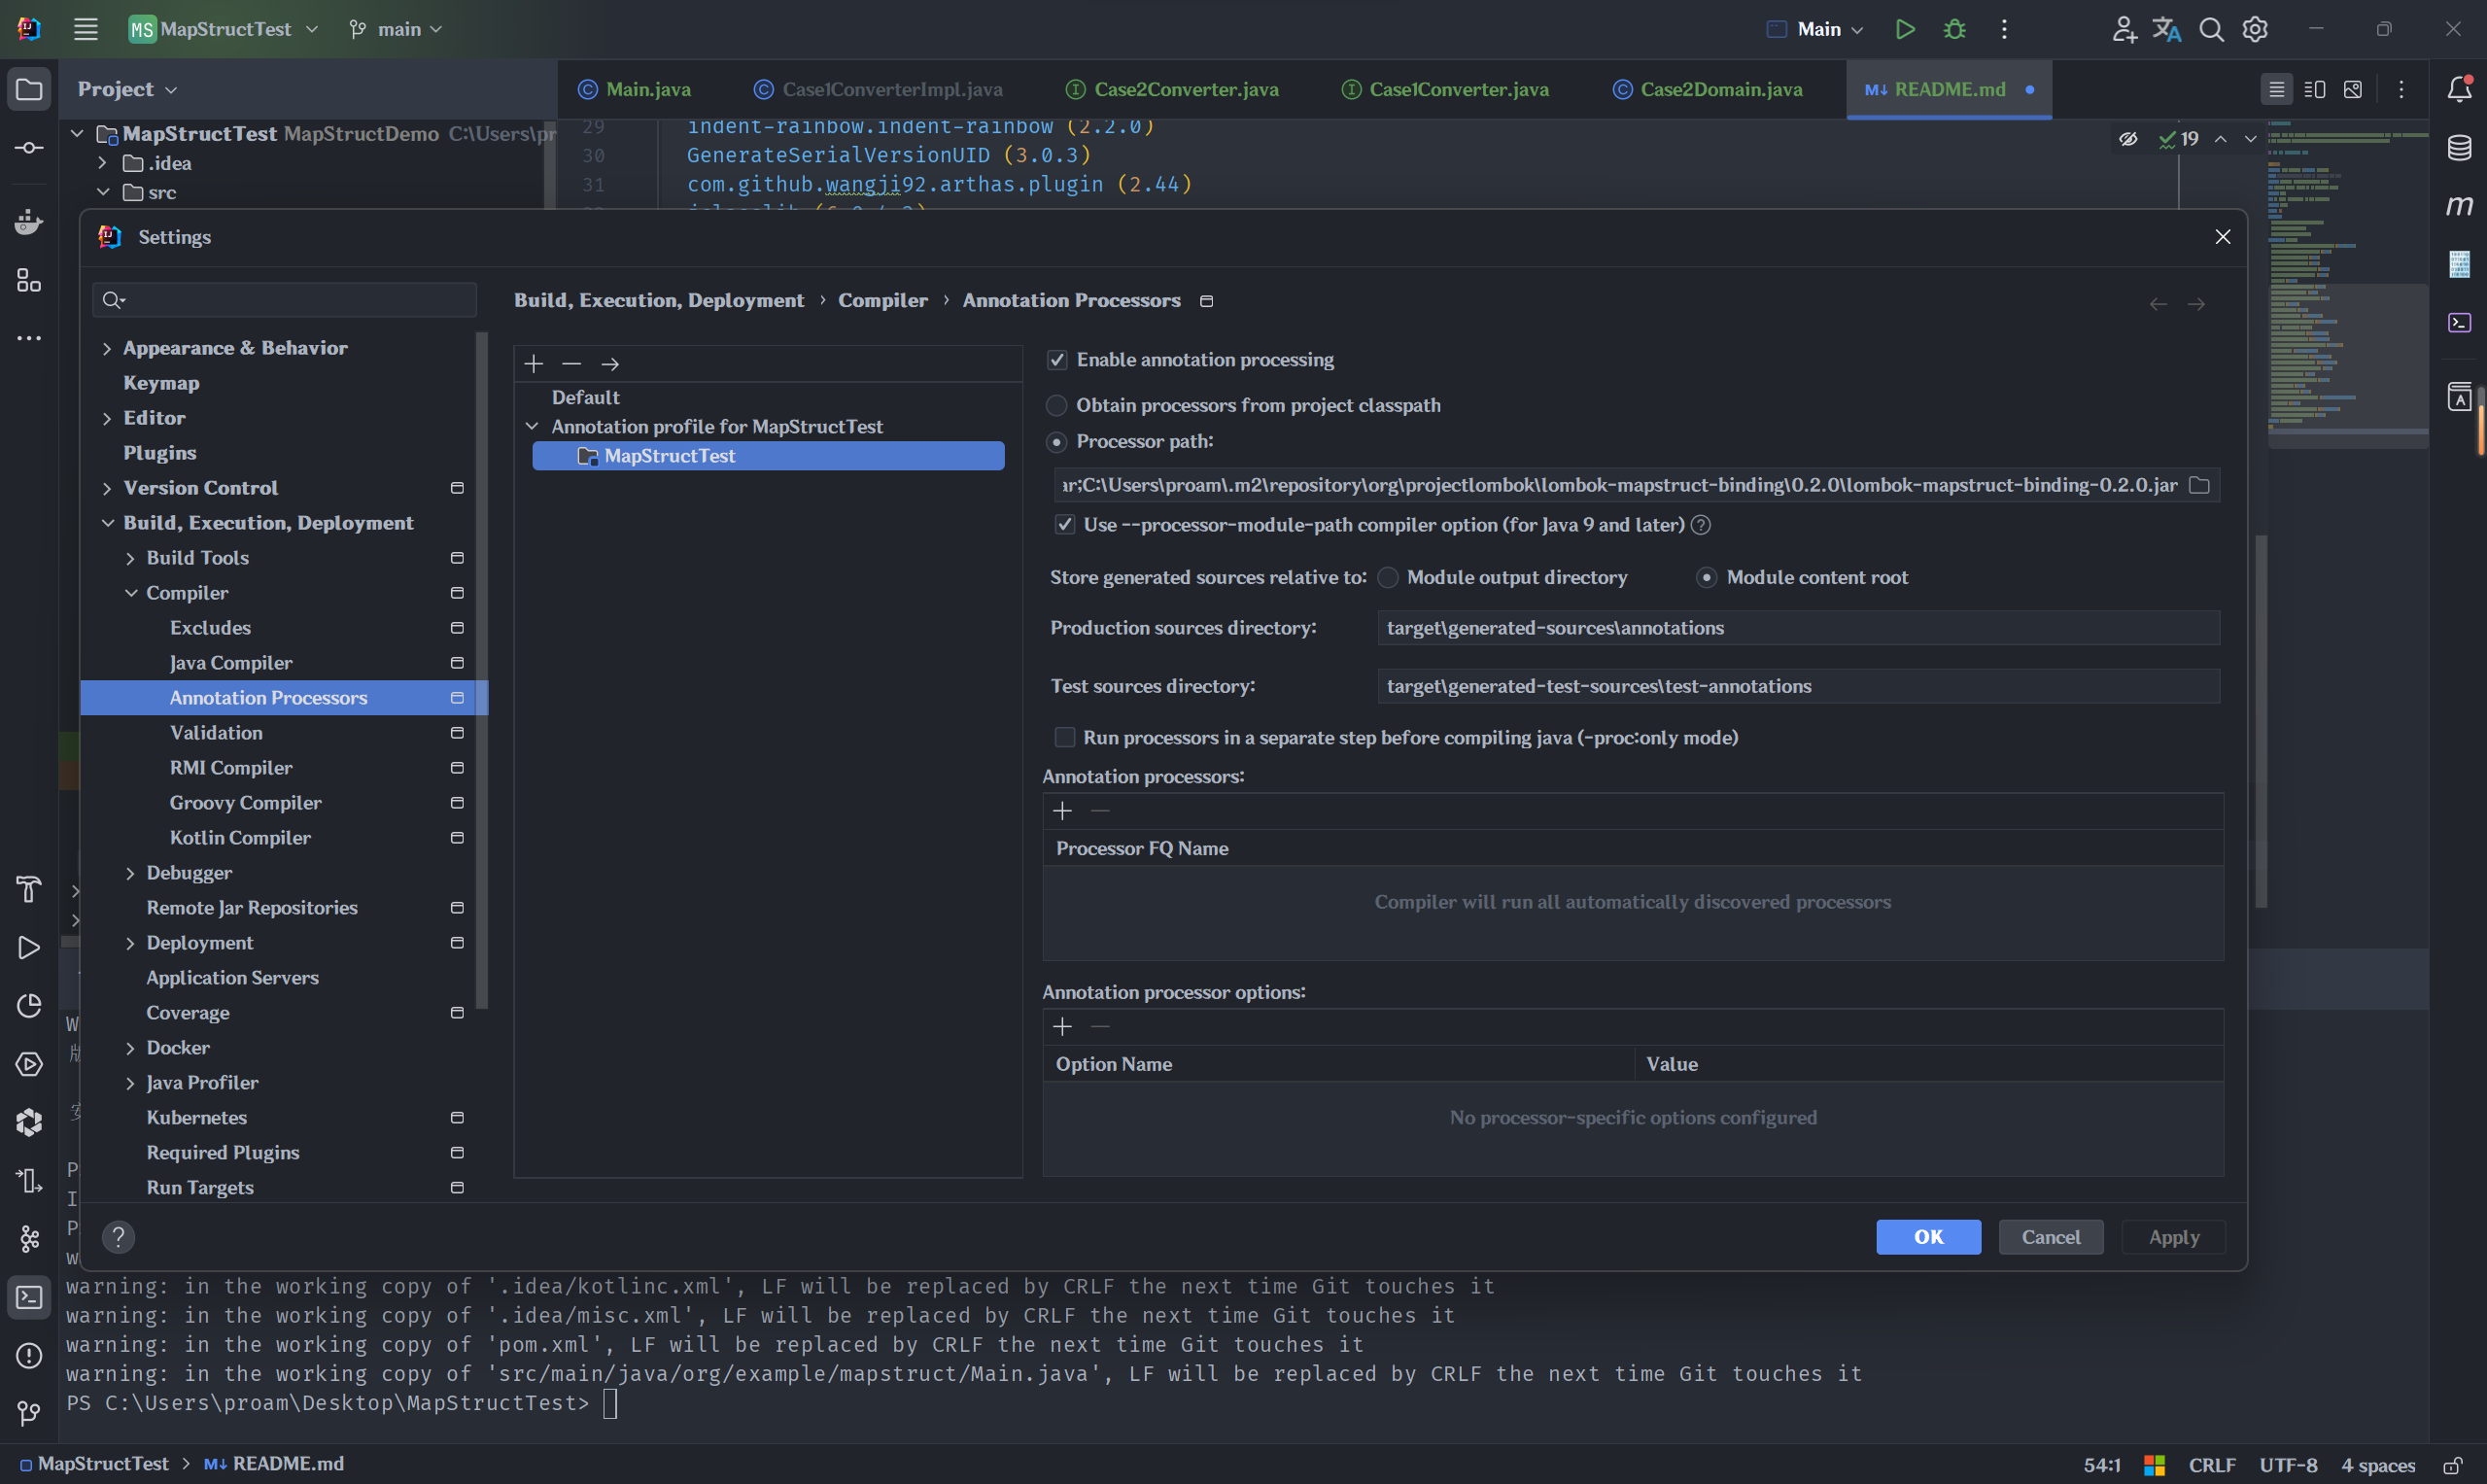 MS MapStructTest main Main
Project
Main.java Case1ConverterImpl.java Case2Converter.java Case1Converter.java Case2Domain.java M↓ README.md
MapStructTest MapStructDemo C:\Users\pr
.idea
src
29 indent-rainbow.indent-rainbow (2.2.0)
30 GenerateSerialVersionUID (3.0.3)
31 com.github.wangji92.arthas.plugin (2.44)
19
Settings
Appearance & Behavior
Keymap
Editor
Plugins
Version Control
Build, Execution, Deployment
Build Tools
Compiler
Excludes
Java Compiler
Annotation Processors
Validation
RMI Compiler
Groovy Compiler
Kotlin Compiler
Debugger
Remote Jar Repositories
Deployment
Application Servers
Coverage
Docker
Java Profiler
Kubernetes
Required Plugins
Run Targets
Build, Execution, Deployment › Compiler › Annotation Processors
Default
Annotation profile for MapStructTest
MapStructTest
Enable annotation processing
Obtain processors from project classpath
Processor path:
ar;C:\Users\proam\.m2\repository\org\projectlombok\lombok-mapstruct-binding\0.2.0\lombok-mapstruct-binding-0.2.0.jar
Use --processor-module-path compiler option (for Java 9 and later)
Store generated sources relative to: Module output directory Module content root
Production sources directory: target\generated-sources\annotations
Test sources directory: target\generated-test-sources\test-annotations
Run processors in a separate step before compiling java (-proc:only mode)
Annotation processors:
Processor FQ Name
Compiler will run all automatically discovered processors
Annotation processor options:
Option Name Value
No processor-specific options configured
OK Cancel Apply
warning: in the working copy of '.idea/kotlinc.xml', LF will be replaced by CRLF the next time Git touches it
warning: in the working copy of '.idea/misc.xml', LF will be replaced by CRLF the next time Git touches it
warning: in the working copy of 'pom.xml', LF will be replaced by CRLF the next time Git touches it
warning: in the working copy of 'src/main/java/org/example/mapstruct/Main.java', LF will be replaced by CRLF the next time Git touches it
PS C:\Users\proam\Desktop\MapStructTest>
MapStructTest > M↓ README.md
54:1 CRLF UTF-8 4 spaces